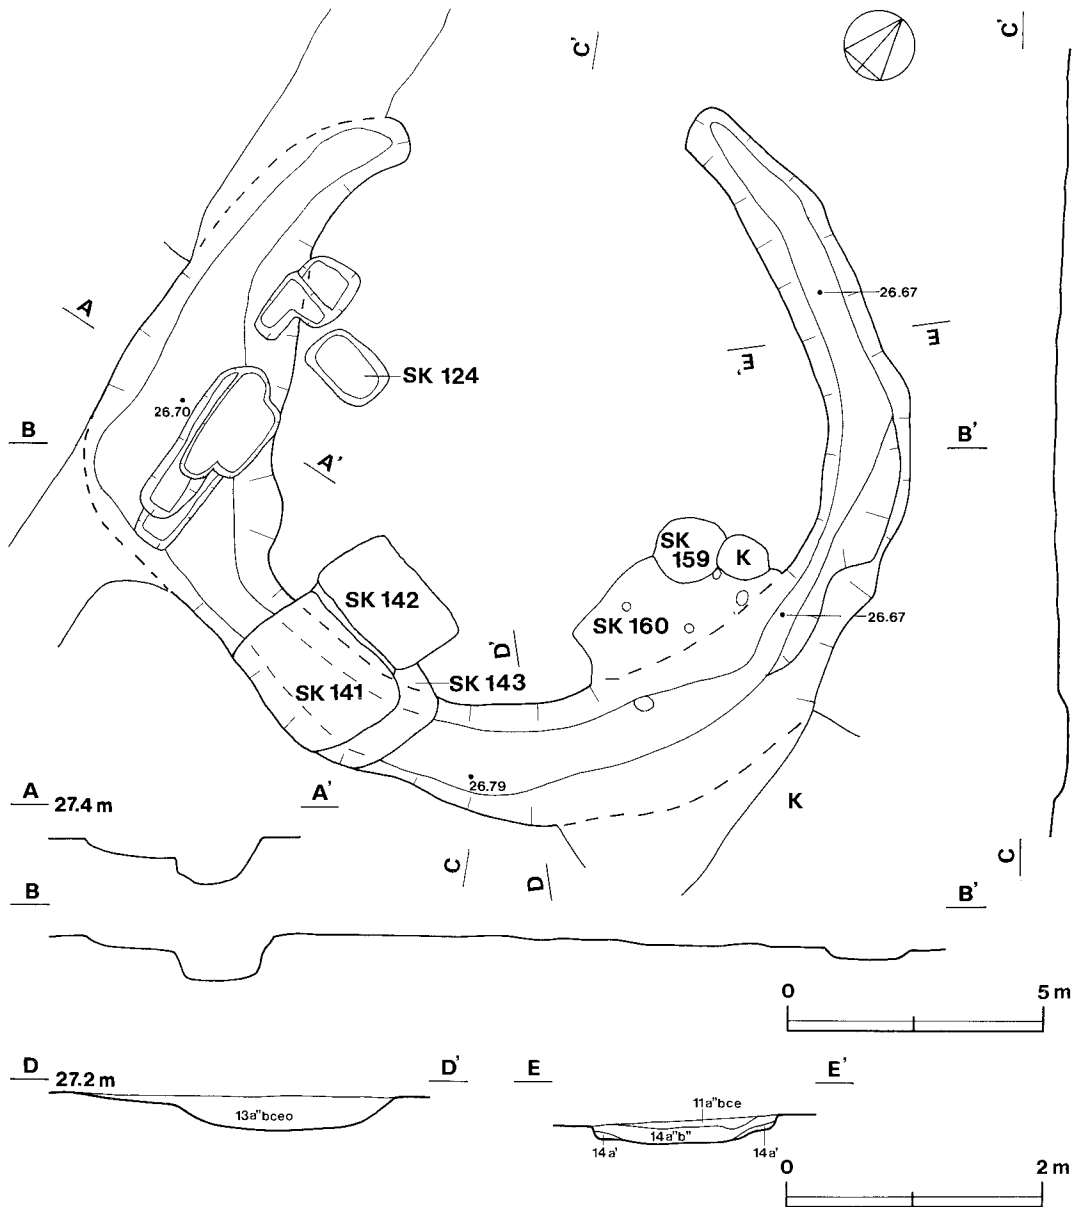 C'
C'
26.67
A
E
E'
SK 124
26.70
B
B'
A'
SK
159
K
SK 142
SK 160
26.67
D'
SK 143
SK 141
26.79
A
27.4 m
A'
K
C
D
C
B
B'
0
5 m
D
27.2 m
D'
E
E'
11a"bce
13a"bceo
14a"b"
14a'
14a'
0
2 m